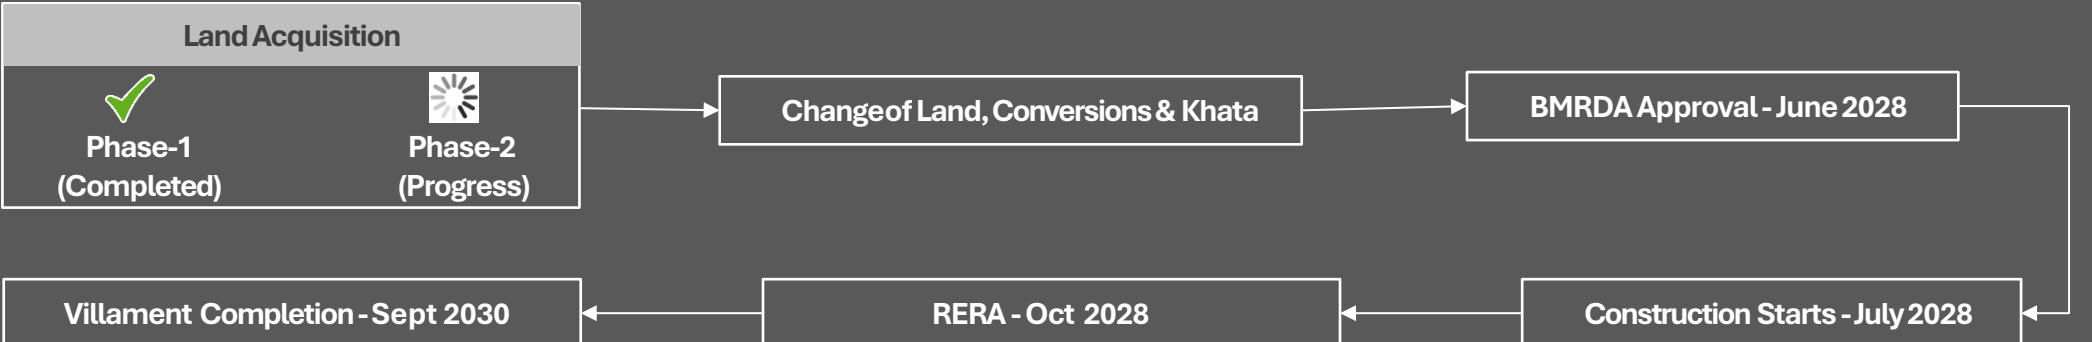 Land Acquisition
Phase-1
(Completed)
Phase-2
(Progress)
Change of Land, Conversions & Khata
BMRDA Approval - June 2028
Construction Starts - July 2028
RERA - Oct 2028
Villament Completion - Sept 2030